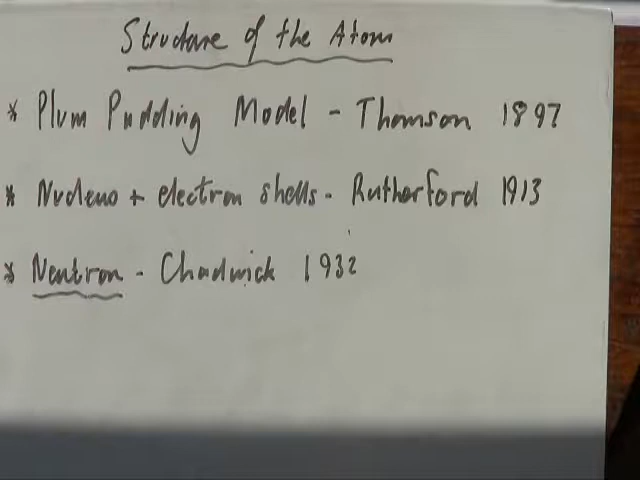 Structure of the Atom
* Plum Pudding Model - Thomson 1897
* Nucleus + electron shells - Rutherford 1913
* Neutron - Chadwick 1932